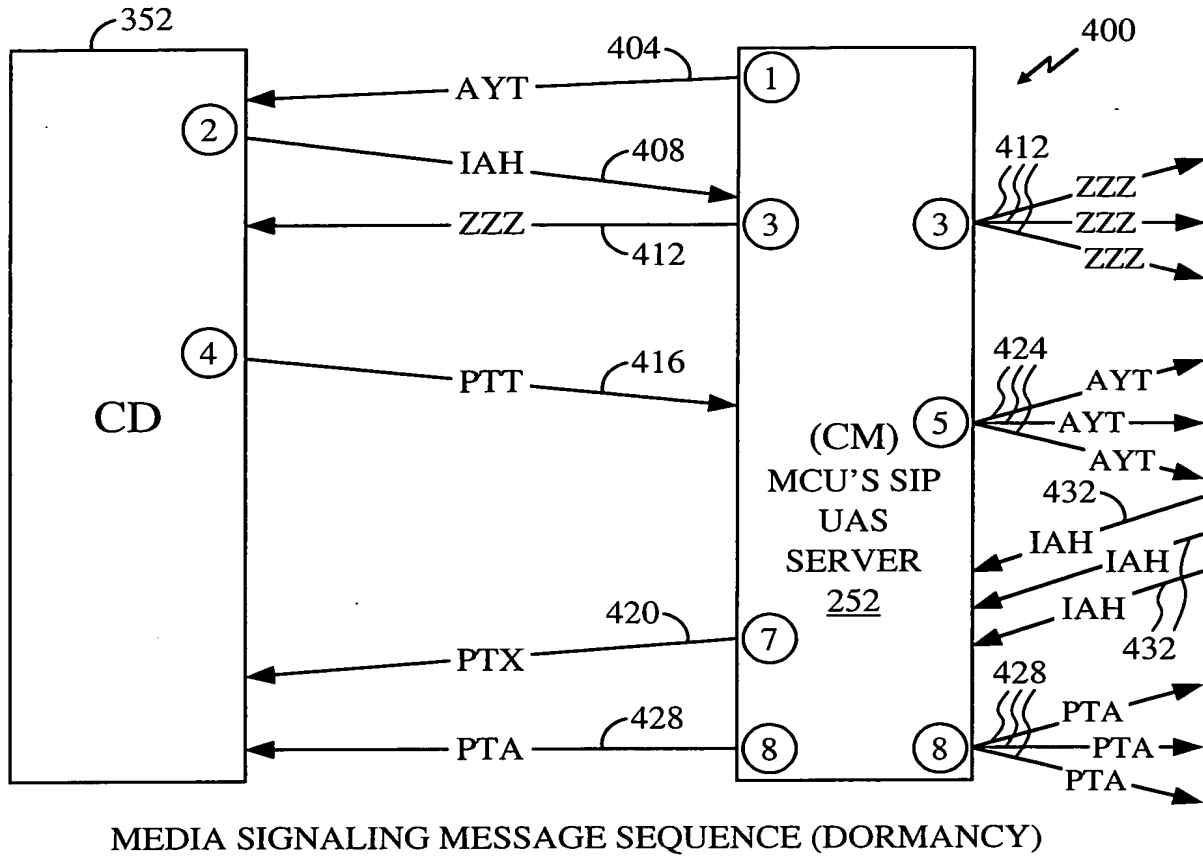 352
404
400
AYT
1
2
IAH
408
412
ZZZ
ZZZ
3
3
ZZZ
ZZZ
412
4
PTT
416
424
AYT
CD
5
AYT
(CM)
AYT
MCU'S SIP
432
UAS
IAH
SERVER
IAH
252
IAH
420
7
432
PTX
428
428
PTA
PTA
8
8
PTA
PTA
MEDIA SIGNALING MESSAGE SEQUENCE (DORMANCY)